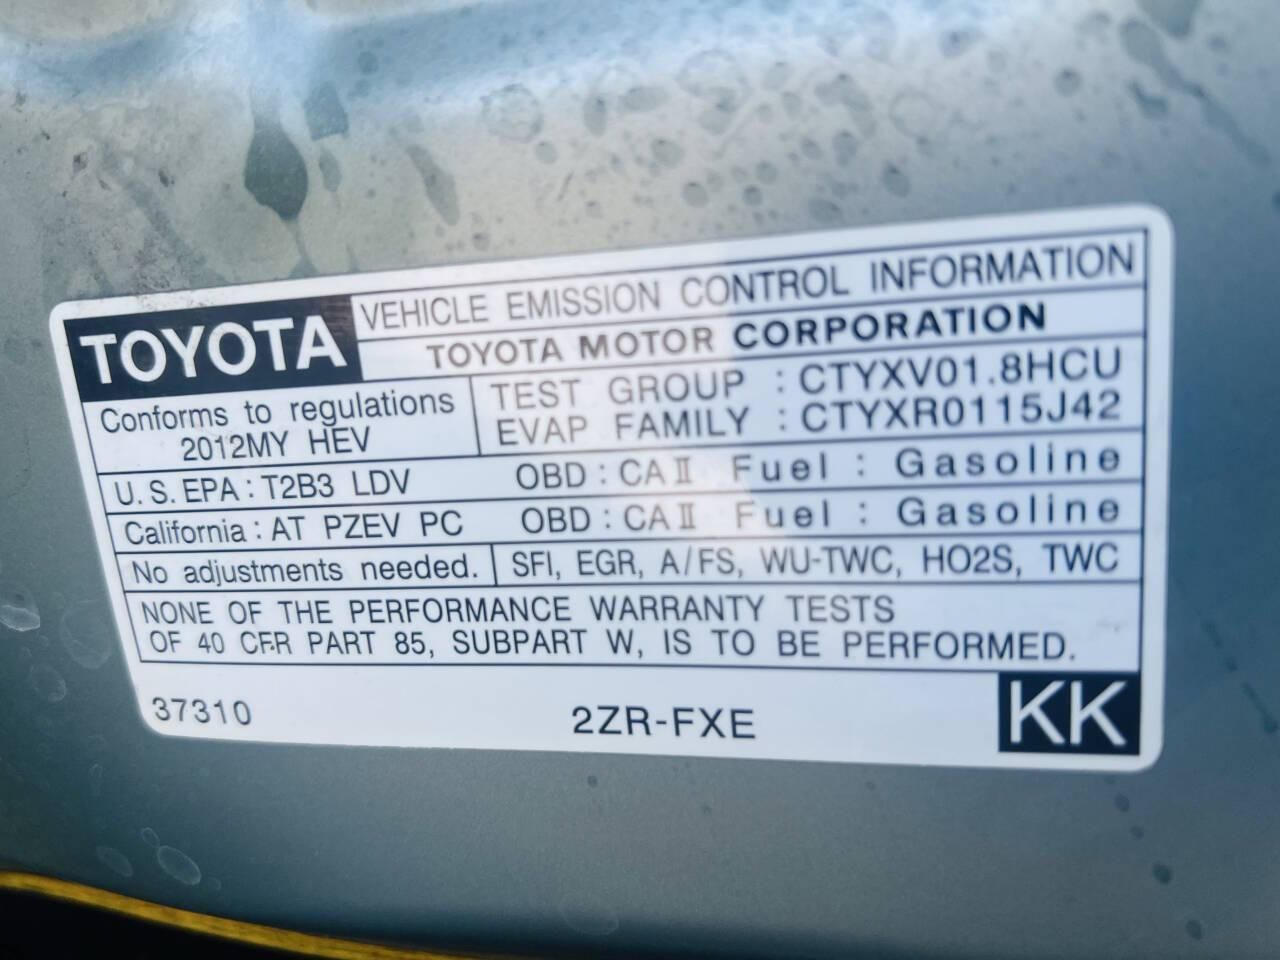 TOYOTA VEHICLE EMISSION CONTROL INFORMATION
TOYOTA MOTOR CORPORATION
Conforms to regulations
2012MY HEV
TEST GROUP : CTYXV01.8HCU
EVAP FAMILY : CTYXR0115J42
U.S.EPA : T2B3 LDV OBD : CAⅡ Fuel : Gasoline
California : AT PZEV PC OBD : CAⅡ Fuel : Gasoline
No adjustments needed. SFI, EGR, A/FS, WU-TWC, HO2S, TWC
NONE OF THE PERFORMANCE WARRANTY TESTS
OF 40 CFR PART 85, SUBPART W, IS TO BE PERFORMED.
37310 2ZR-FXE KK